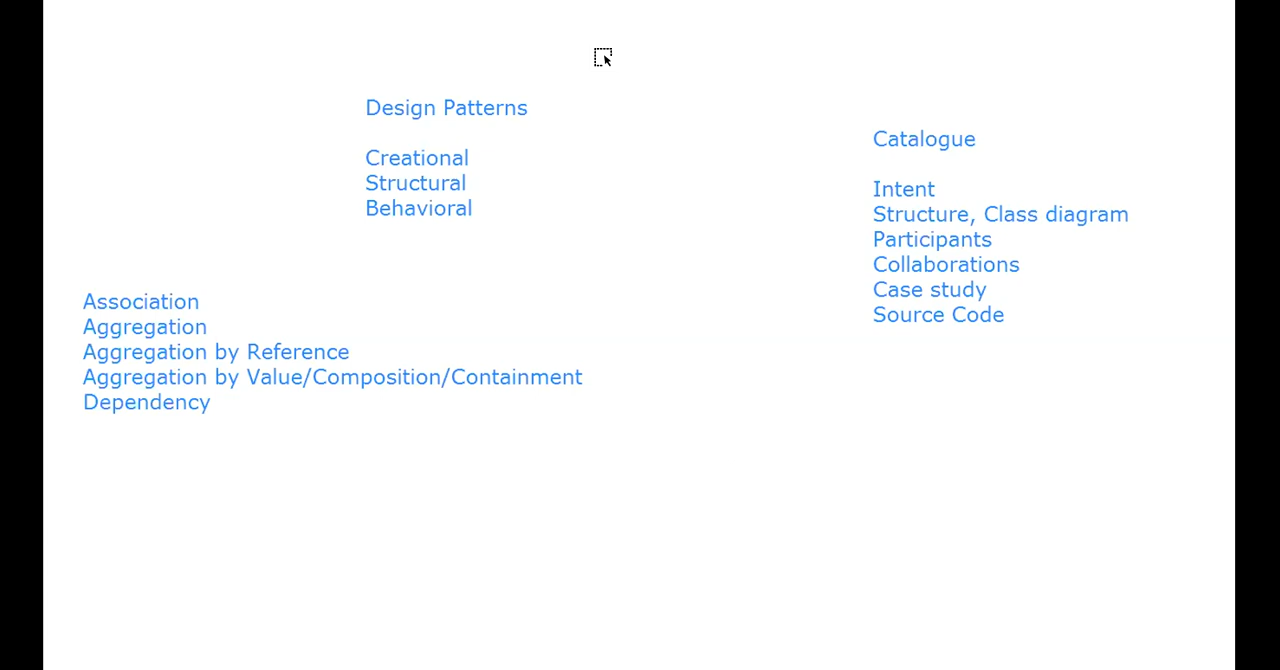 Design Patterns
Creational
Structural
Behavioral
Catalogue
Intent
Structure, Class diagram
Participants
Collaborations
Case study
Source Code
Association
Aggregation
Aggregation by Reference
Aggregation by Value/Composition/Containment
Dependency